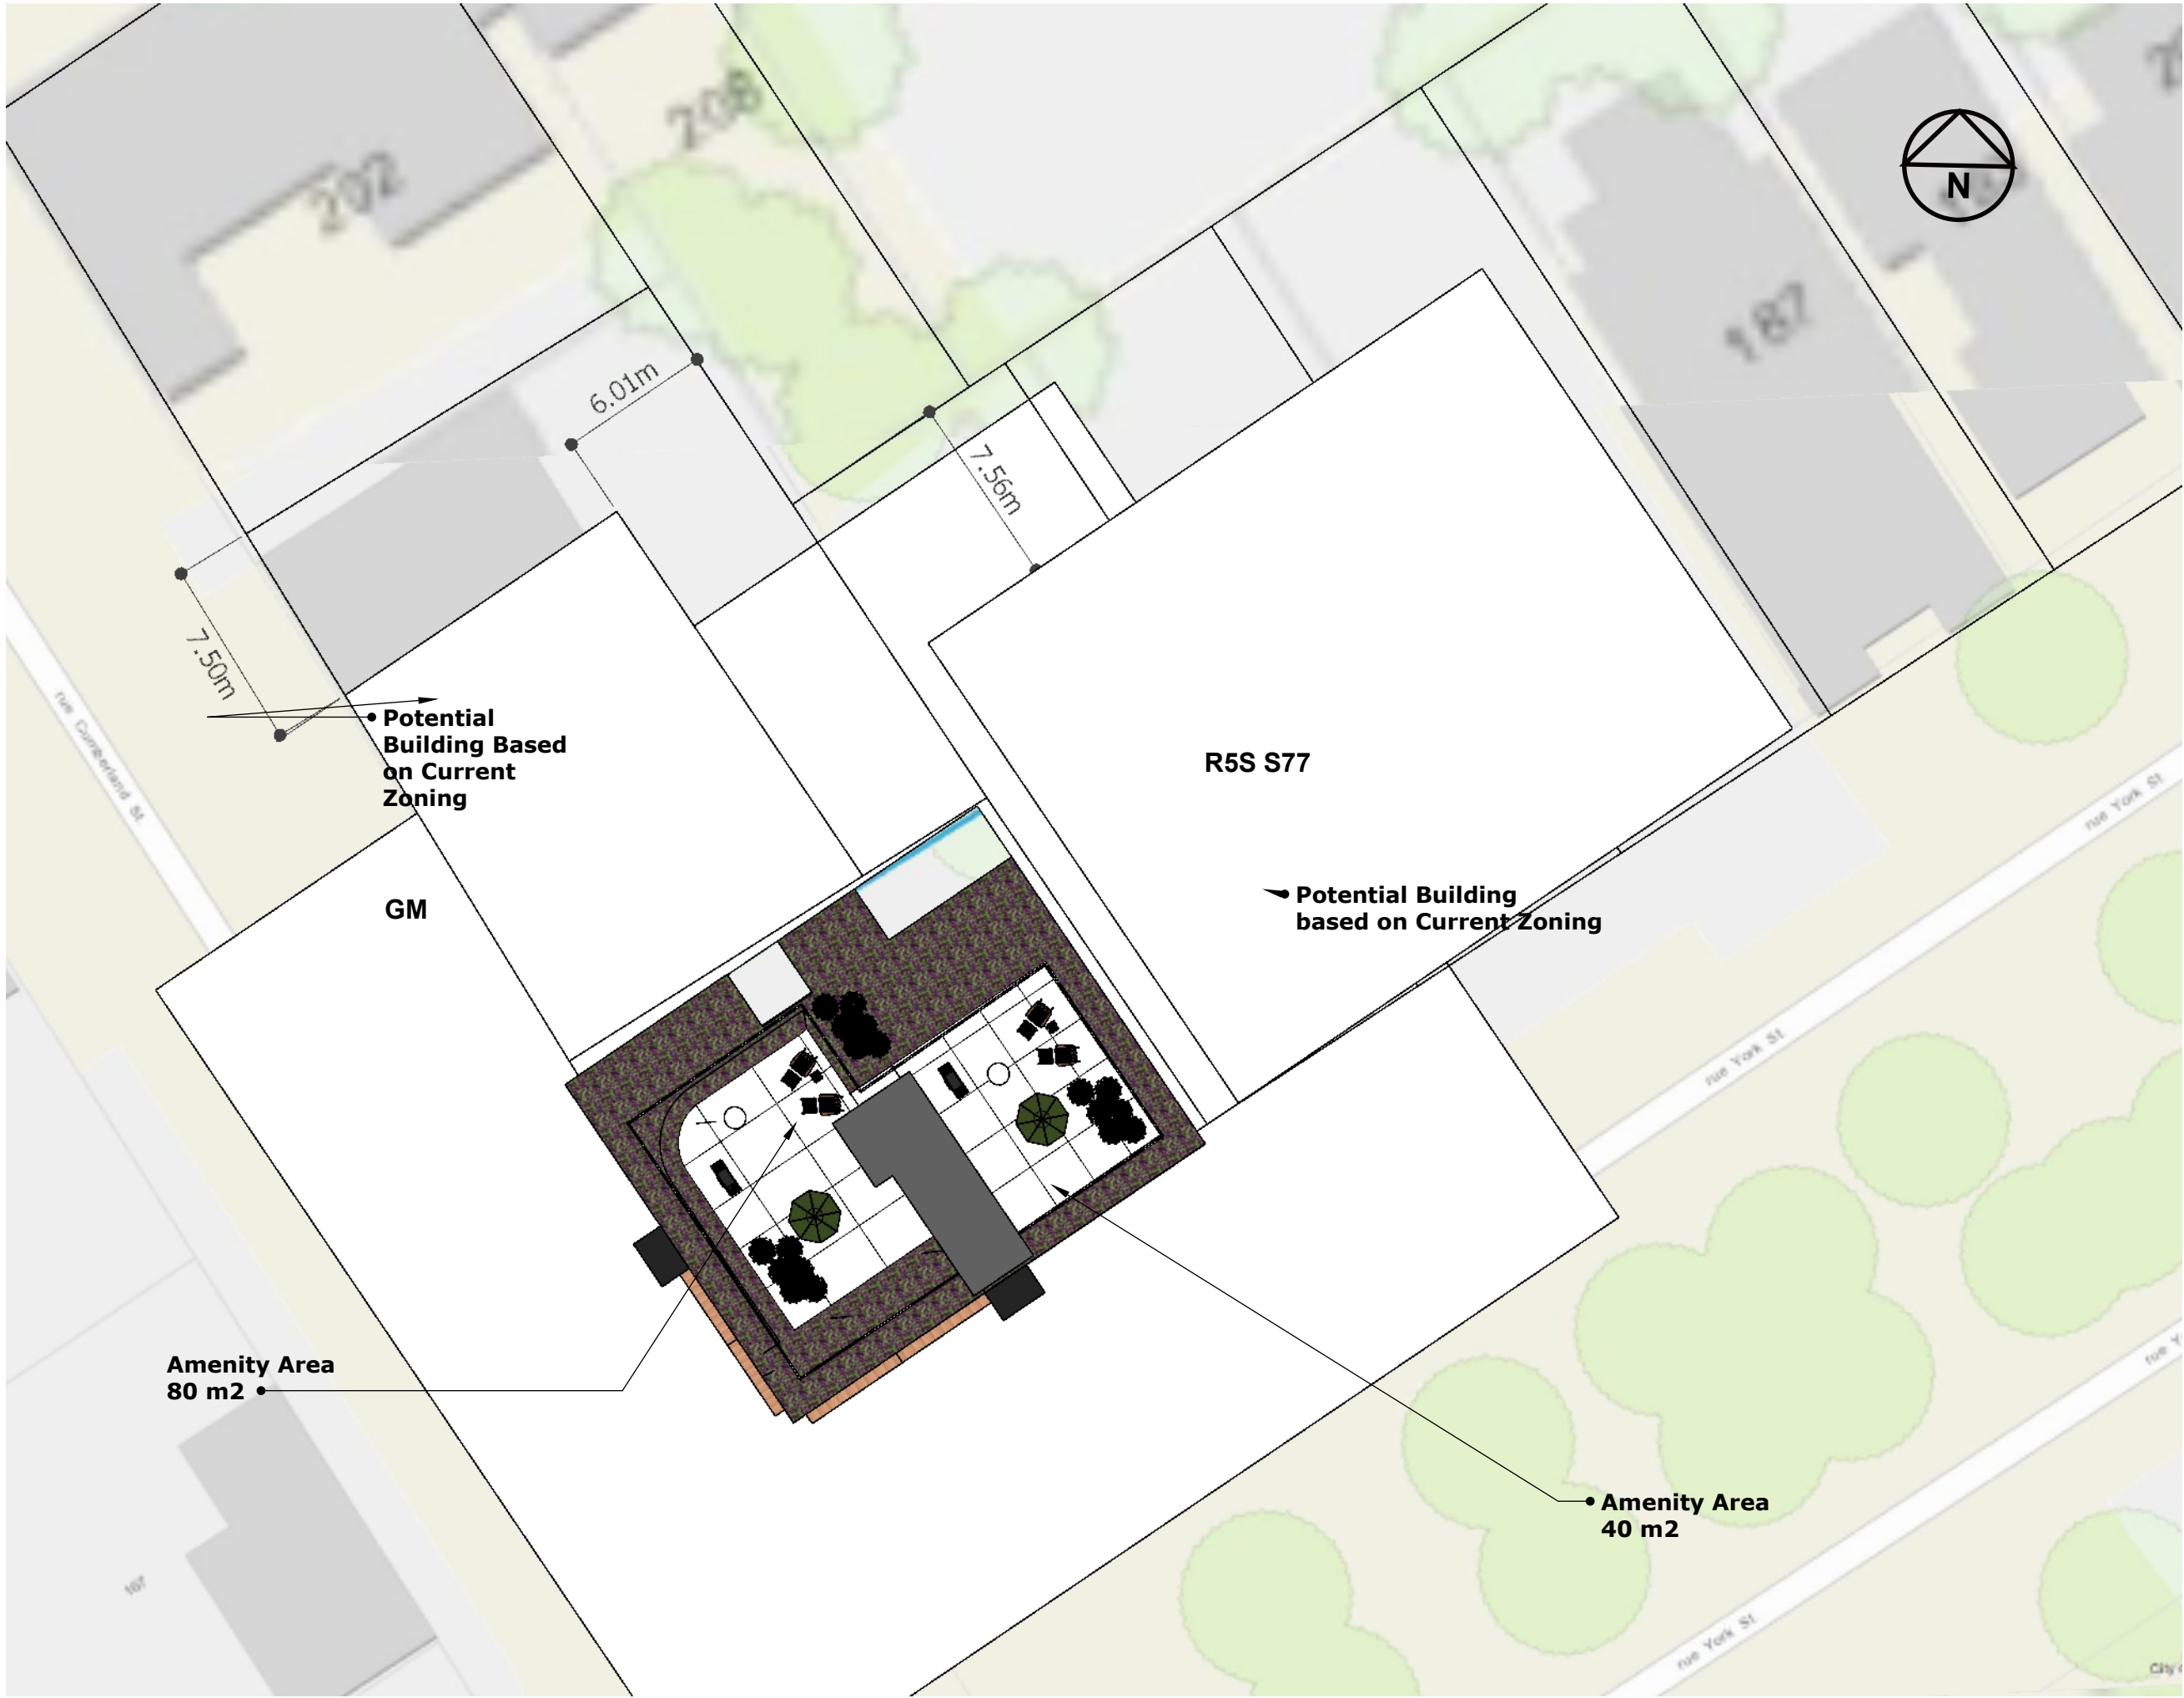 208
202
N
187
6.01m
7.56m
7.50m
rue Cumberland St
Potential
Building Based
on Current
Zoning
R5S S77
rue York St
GM
Potential Building
based on Current Zoning
rue York St
Amenity Area
80 m2
Amenity Area
40 m2
167
rue York St